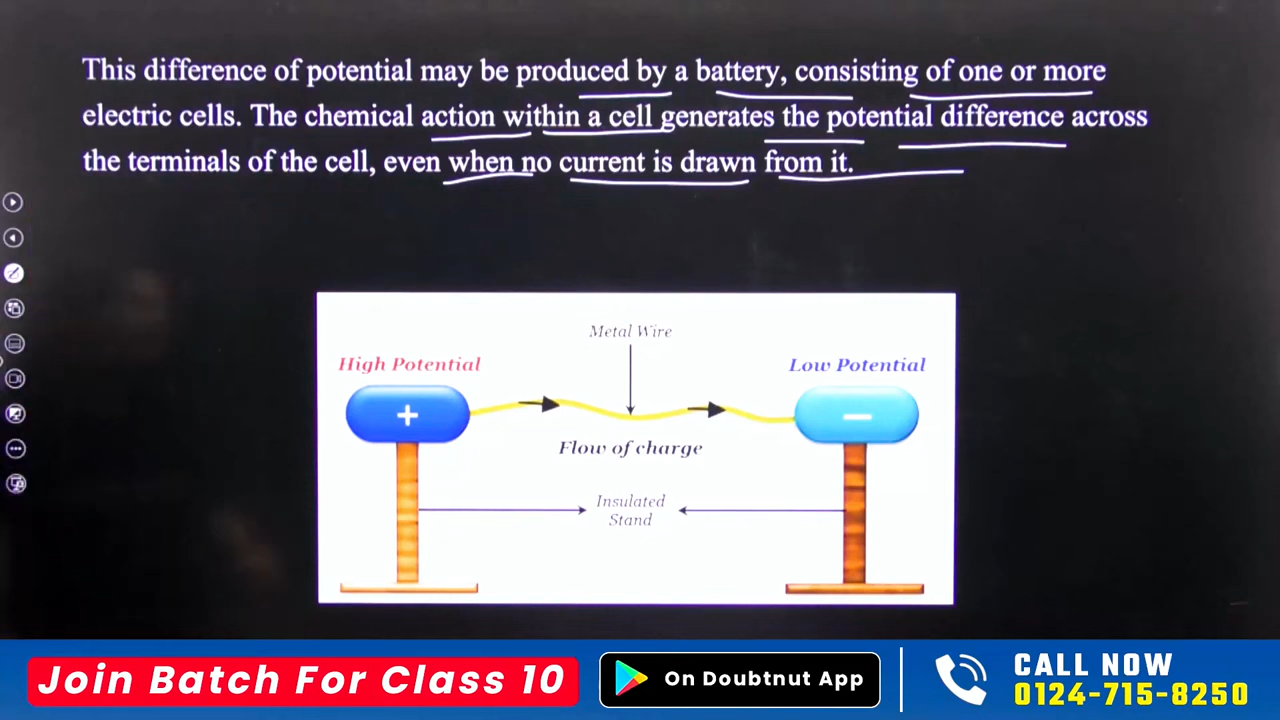 This difference of potential may be produced by a battery, consisting of one or more
electric cells. The chemical action within a cell generates the potential difference across
the terminals of the cell, even when no current is drawn from it.
Metal Wire
High Potential
Low Potential
+
−
Flow of charge
Insulated
Stand
Join Batch For Class 10
On Doubtnut App
CALL NOW
0124-715-8250